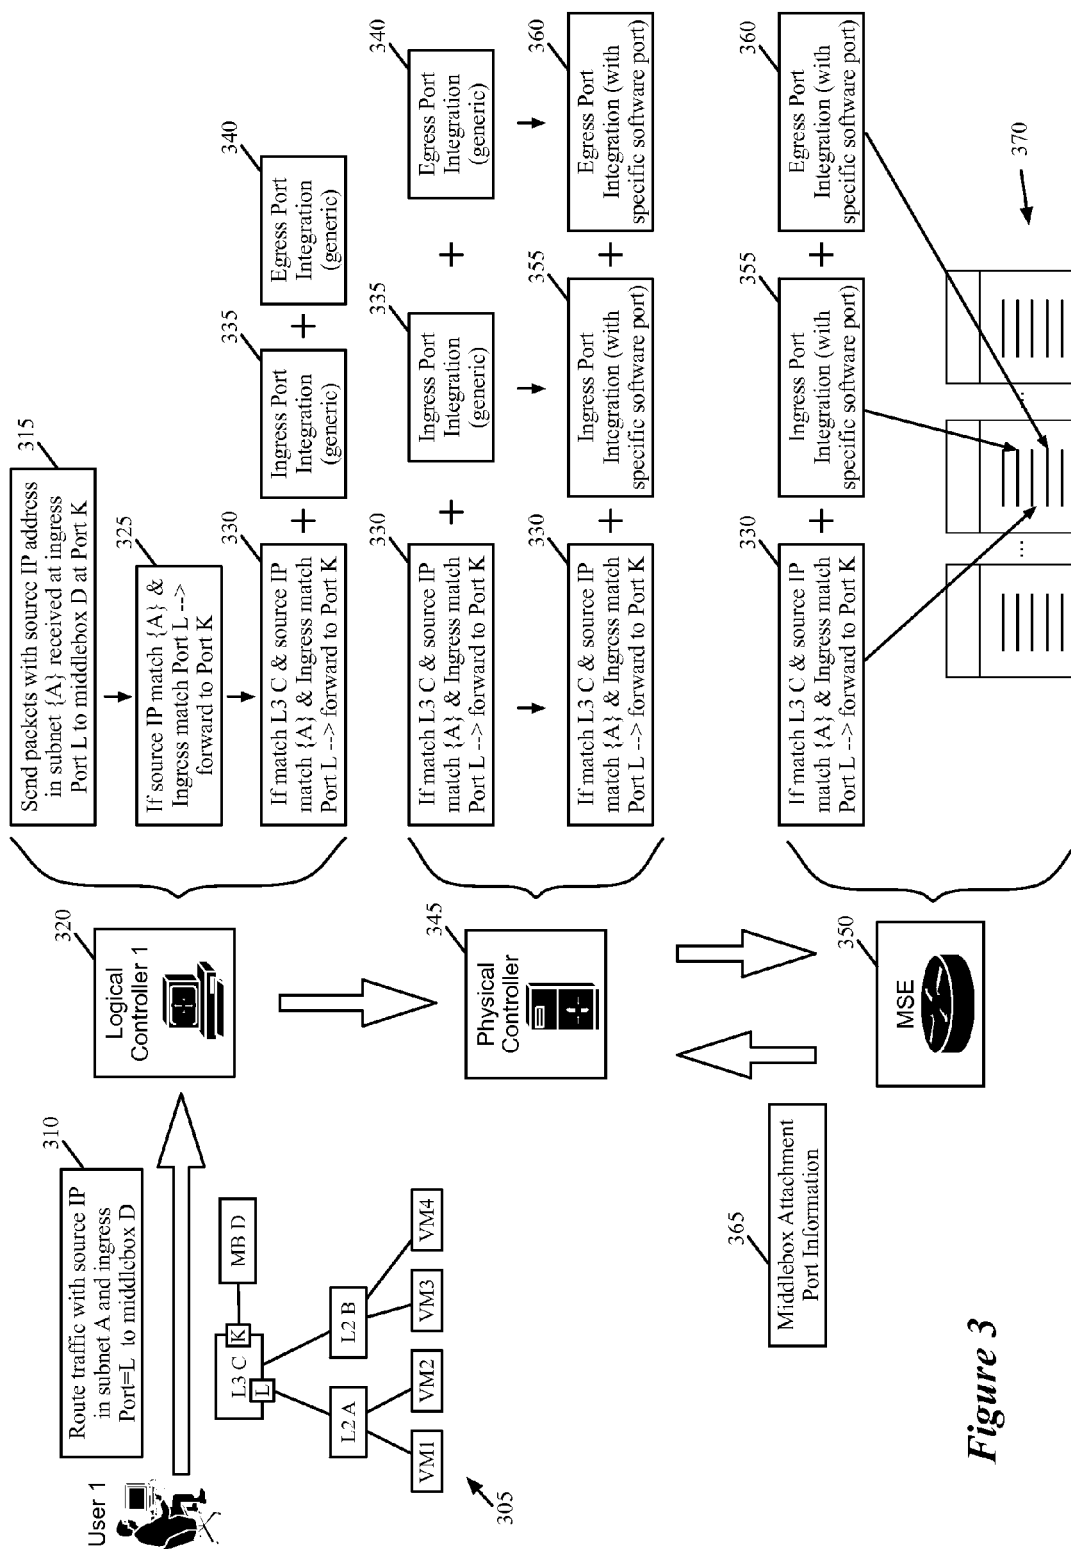 User 1
310
Route traffic with source IP
in subnet A and ingress
Port=L to middlebox D
L3 C
K
L
MB D
L2 A
L2 B
VM1
VM2
VM3
VM4
305
320
Logical
Controller 1
315
Send packets with source IP address
in subnet {A} received at ingress
Port L to middlebox D at Port K
325
If source IP match {A} &
Ingress match Port L -->
forward to Port K
330
If match L3 C & source IP
match {A} & Ingress match
Port L --> forward to Port K
+
335
Ingress Port
Integration
(generic)
+
340
Egress Port
Integration
(generic)
345
Physical
Controller
330
If match L3 C & source IP
match {A} & Ingress match
Port L --> forward to Port K
+
335
Ingress Port
Integration
(generic)
+
340
Egress Port
Integration
(generic)
330
If match L3 C & source IP
match {A} & Ingress match
Port L --> forward to Port K
+
355
Ingress Port
Integration (with
specific software port)
+
360
Egress Port
Integration (with
specific software port)
365
Middlebox Attachment
Port Information
350
MSE
330
If match L3 C & source IP
match {A} & Ingress match
Port L --> forward to Port K
+
355
Ingress Port
Integration (with
specific software port)
+
360
Egress Port
Integration (with
specific software port)
...
...
370
Figure 3